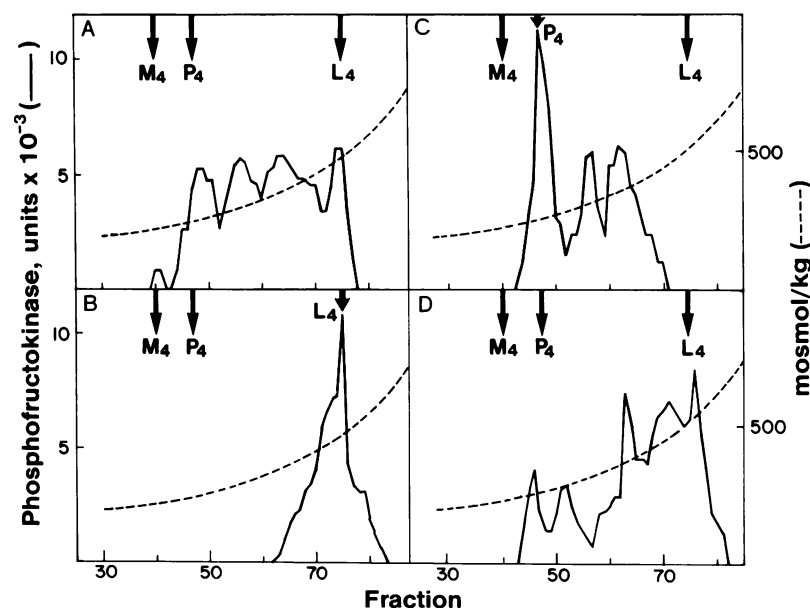 Phosphofructokinase, units x 10⁻³ (——)
A
M₄ P₄ L₄
10
5
C
M₄ P₄ L₄
500
B
M₄ P₄ L₄
10
5
D
M₄ P₄ L₄
500
30 50 70
30 50 70
Fraction
mosmol/kg (-----)